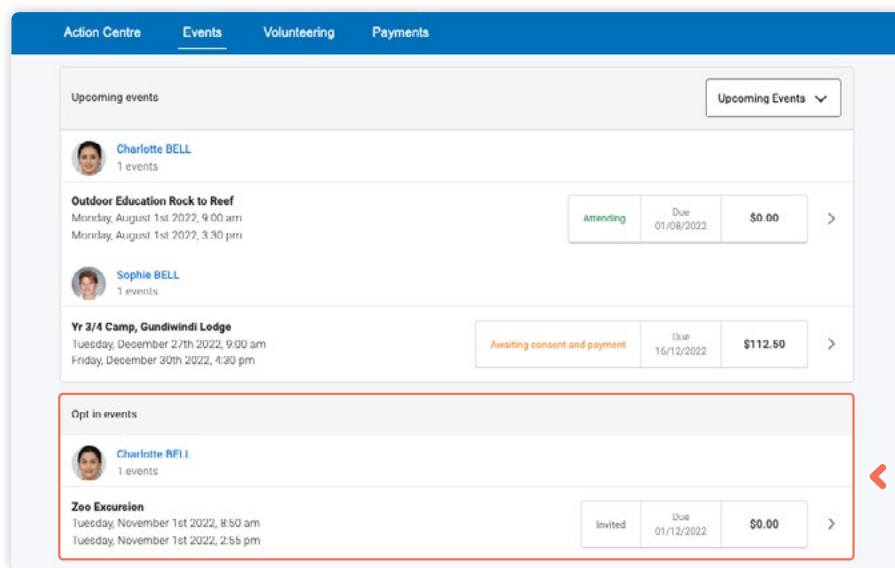 Action Centre Events Volunteering Payments
Upcoming events
Upcoming Events
Charlotte BELL
1 events
Outdoor Education Rock to Reef
Monday, August 1st 2022, 9:00 am
Monday, August 1st 2022, 3:30 pm
Attending
Due
01/08/2022
$0.00
Sophie BELL
1 events
Yr 3/4 Camp, Gundiwindi Lodge
Tuesday, December 27th 2022, 9:00 am
Friday, December 30th 2022, 4:30 pm
Awaiting consent and payment
Due
16/12/2022
$112.50
Opt in events
Charlotte BELL
1 events
Zoo Excursion
Tuesday, November 1st 2022, 8:50 am
Tuesday, November 1st 2022, 2:55 pm
Invited
Due
01/12/2022
$0.00